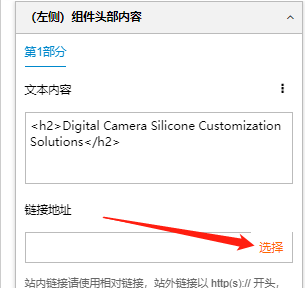 (左侧) 组件头部内容
第1部分
文本内容
<h2>Digital Camera Silicone Customization
Solutions</h2>
链接地址
选择
站内链接请使用相对链接，站外链接以 http(s):// 开头，